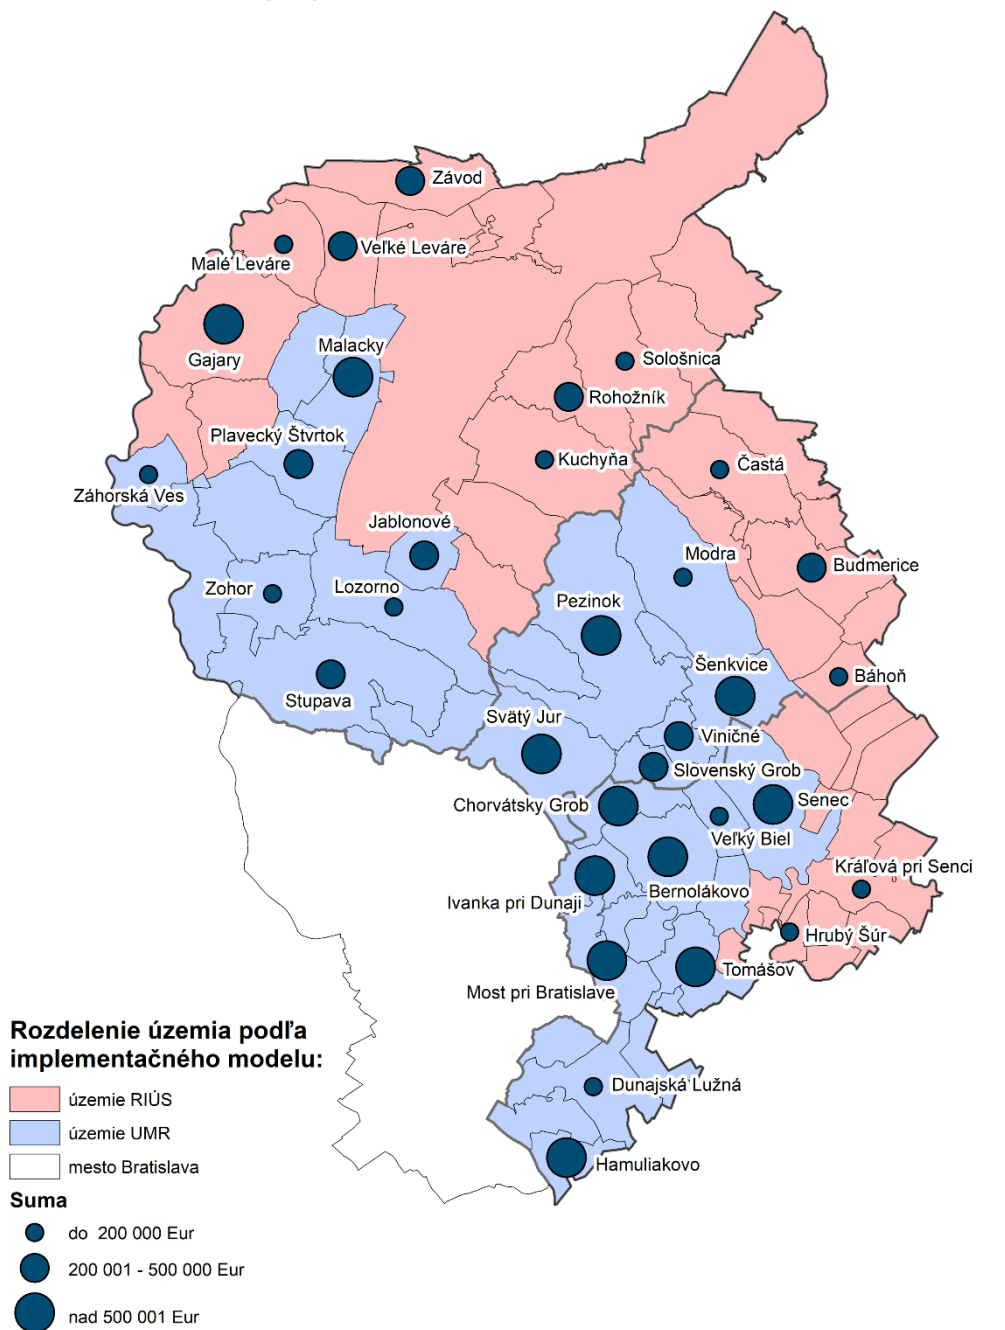 Závod
Veľké Leváre
Malé Leváre
Gajary
Malacky
Sološnica
Rohožník
Plavecký Štvrtok
Kuchyňa
Častá
Záhorská Ves
Jablonové
Modra
Budmerice
Zohor
Lozorno
Pezinok
Šenkvice
Báhoň
Stupava
Svätý Jur
Viničné
Slovenský Grob
Chorvátsky Grob
Senec
Veľký Biel
Kráľová pri Senci
Bernolákovo
Ivanka pri Dunaji
Hrubý Šúr
Tomášov
Most pri Bratislave
Rozdelenie územia podľa
implementačného modelu:
Dunajská Lužná
územie RIÚS
územie UMR
mesto Bratislava
Hamuliakovo
Suma
do 200 000 Eur
200 001 - 500 000 Eur
nad 500 001 Eur